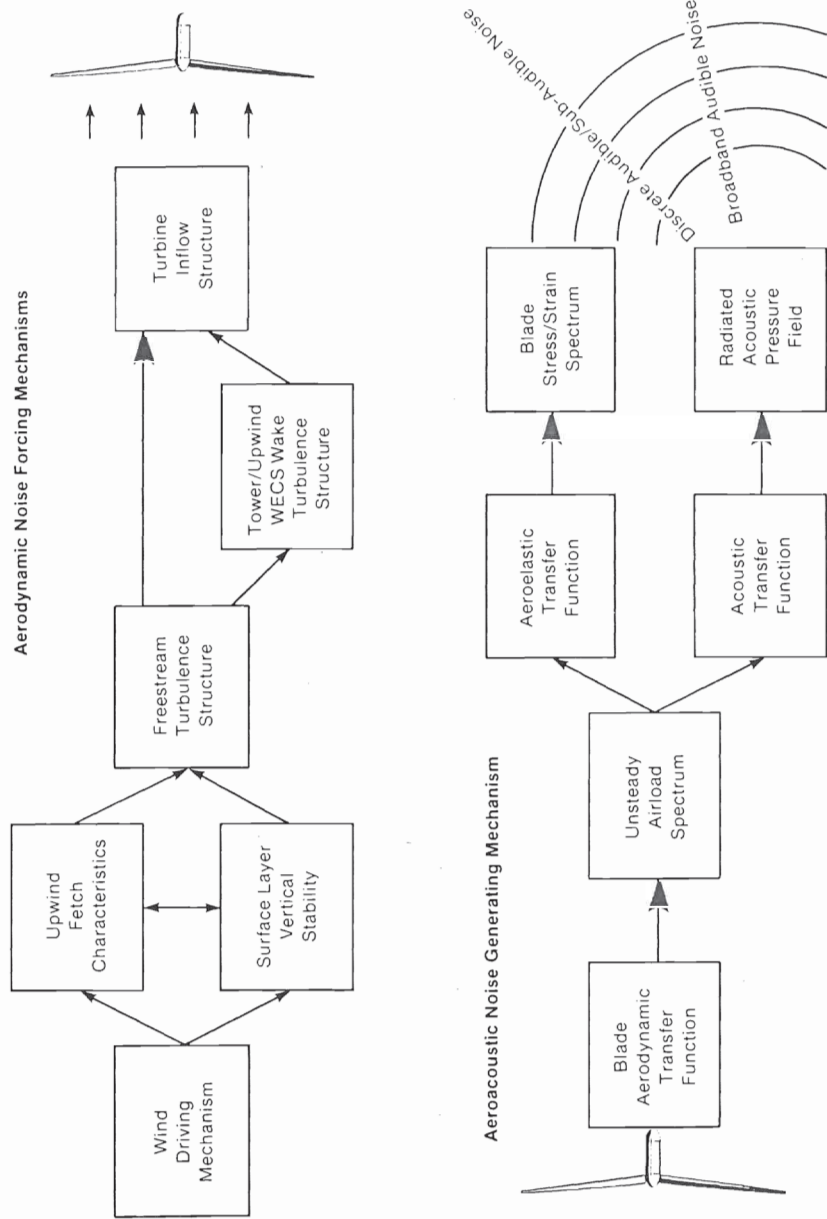 Aerodynamic Noise Forcing Mechanisms
Wind
Driving
Mechanism
Upwind
Fetch
Characteristics
Surface Layer
Vertical
Stability
Freestream
Turbulence
Structure
Tower/Upwind
WECS Wake
Turbulence
Structure
Turbine
Inflow
Structure
Aeroacoustic Noise Generating Mechanism
Blade
Aerodynamic
Transfer
Function
Unsteady
Airload
Spectrum
Aeroelastic
Transfer
Function
Acoustic
Transfer
Function
Blade
Stress/Strain
Spectrum
Radiated
Acoustic
Pressure
Field
Discrete Audible/Sub-Audible Noise
Broadband Audible Noise